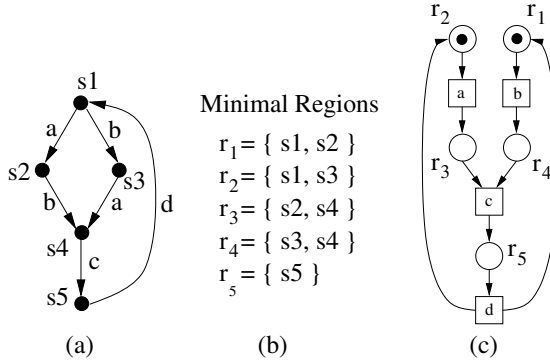 s1
a
b
s2
s3
b
a
d
s4
c
s5
(a)
Minimal Regions
r1 = { s1, s2 }
r2 = { s1, s3 }
r3 = { s2, s4 }
r4 = { s3, s4 }
r5 = { s5 }
(b)
r2
r1
a
b
r3
r4
c
r5
d
(c)